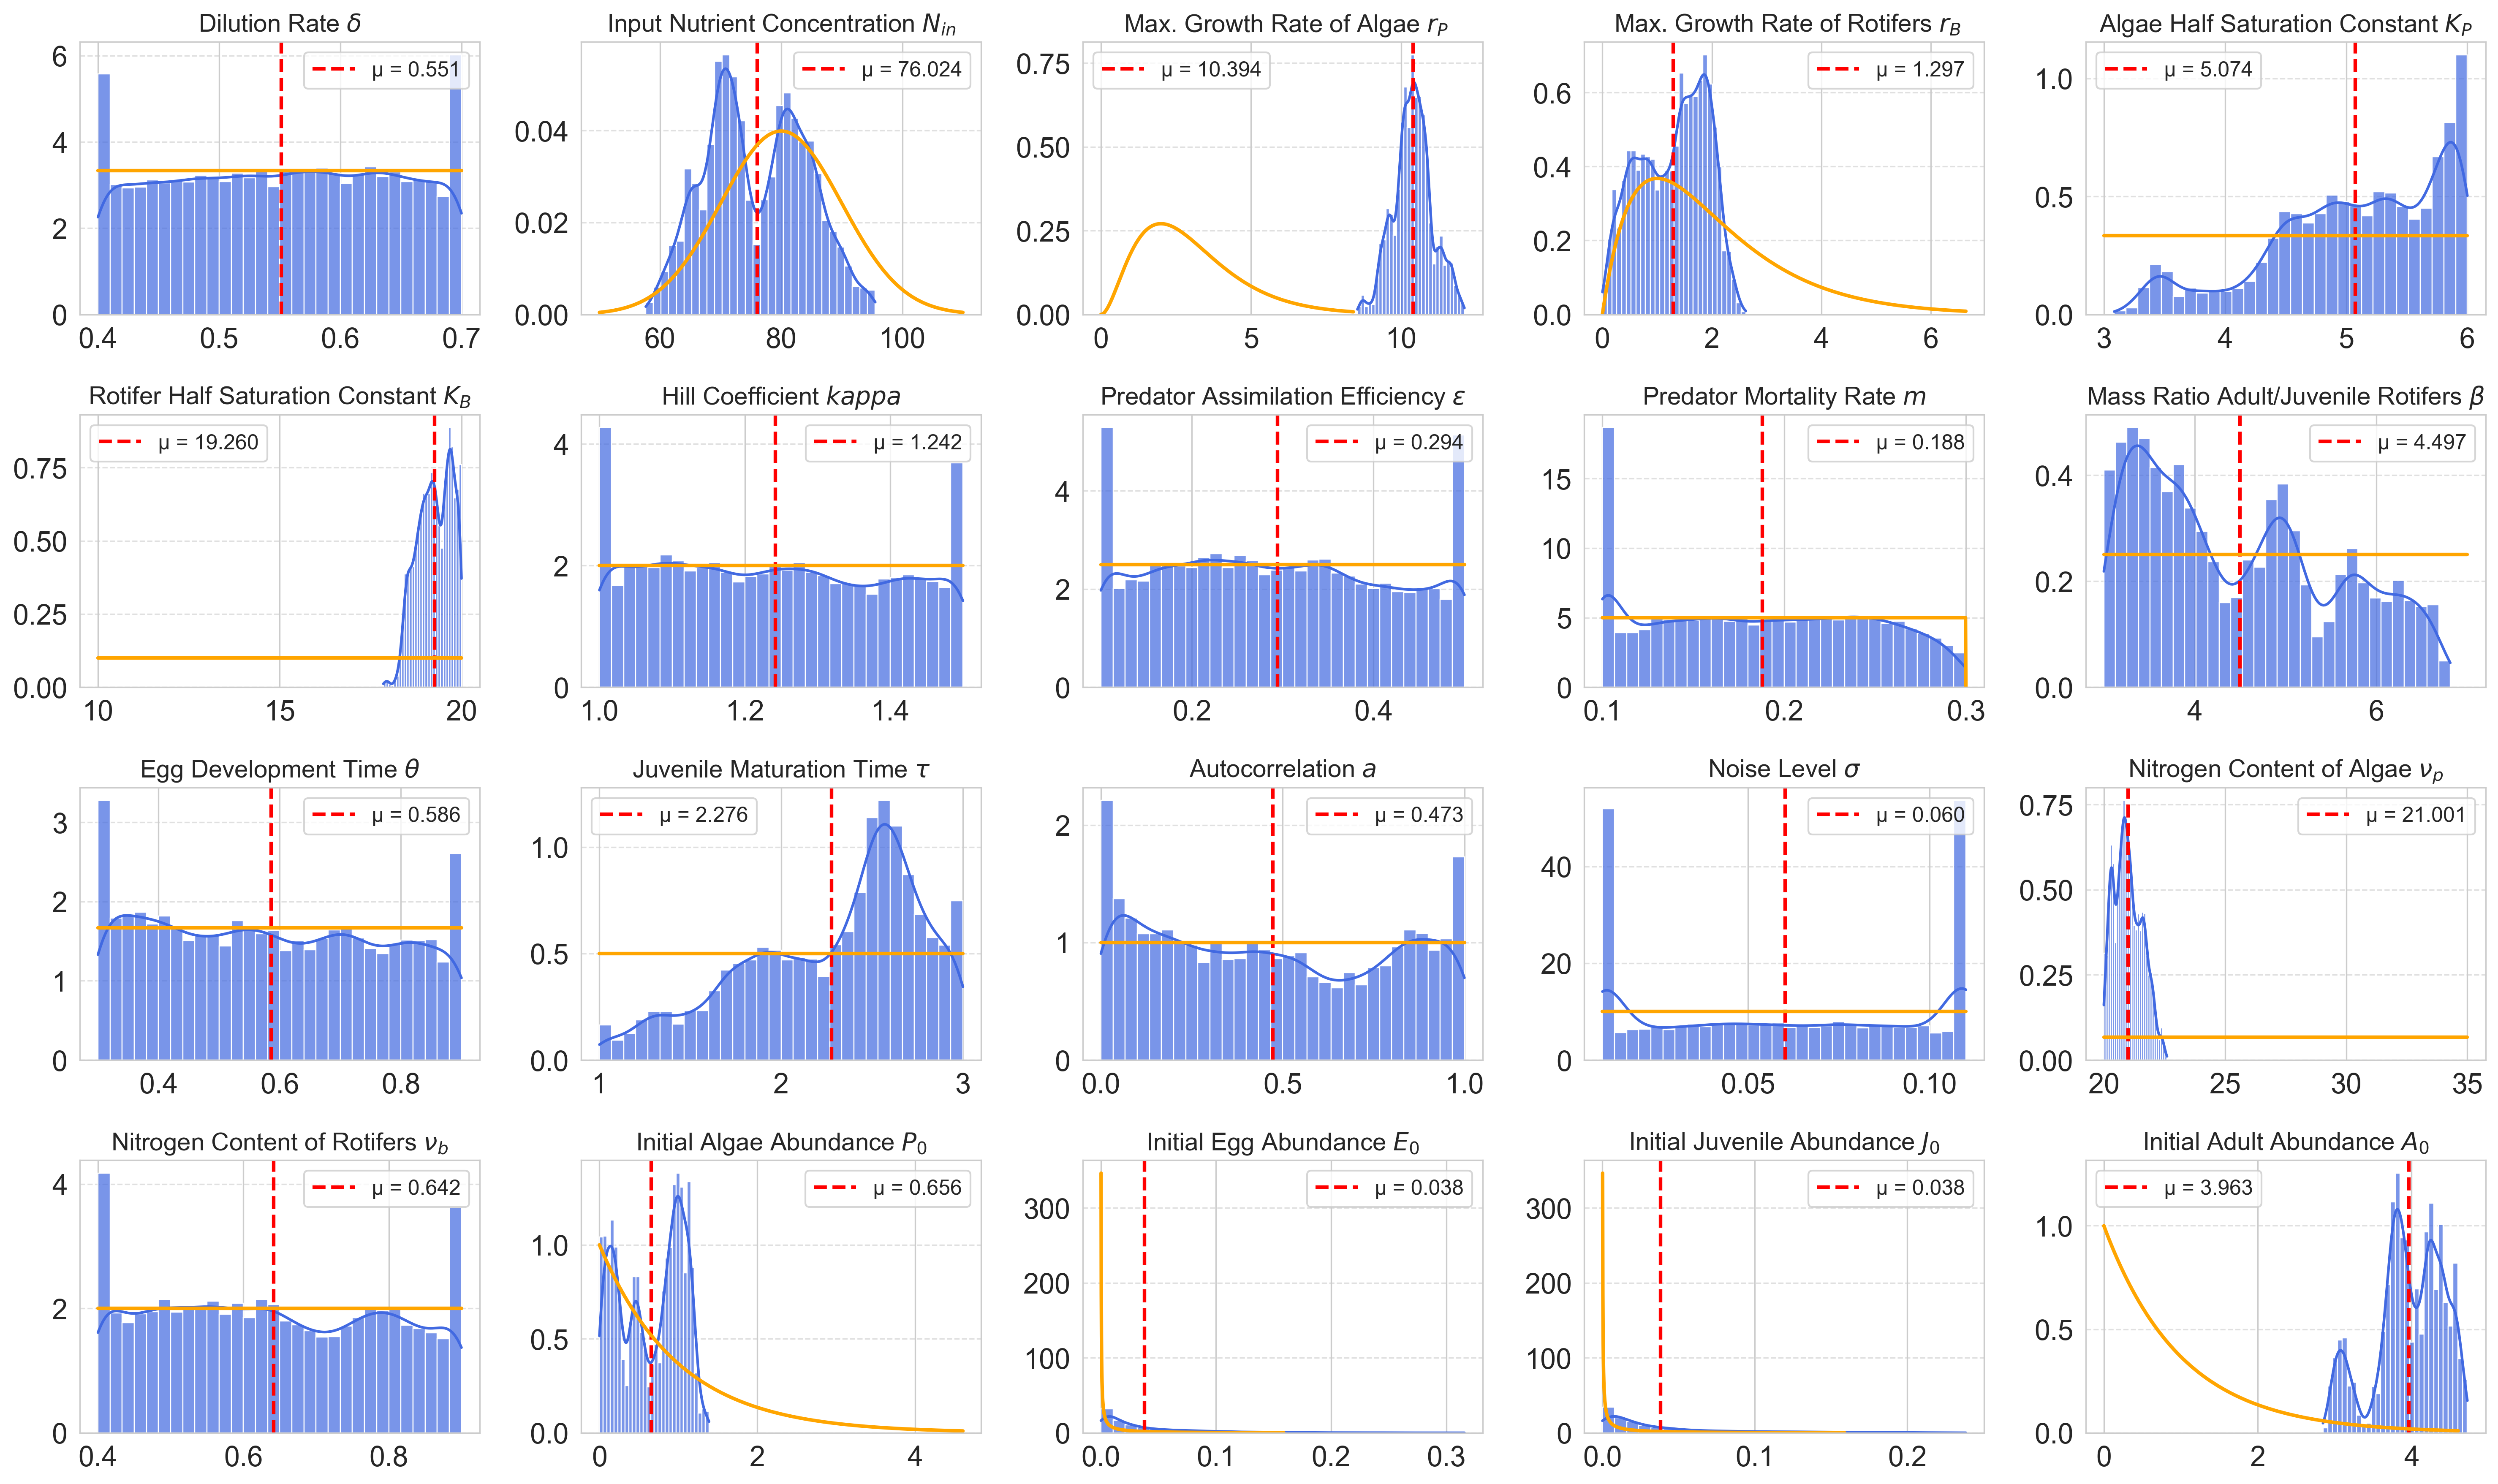 Dilution Rate δ
6
4
2
0
0.4 0.5 0.6 0.7
μ = 0.551
Input Nutrient Concentration N_in
0.04
0.02
0.00
60 80 100
μ = 76.024
Max. Growth Rate of Algae r_P
0.75
0.50
0.25
0.00
0 5 10
μ = 10.394
Max. Growth Rate of Rotifers r_B
0.6
0.4
0.2
0.0
0 2 4 6
μ = 1.297
Algae Half Saturation Constant K_P
1.0
0.5
0.0
3 4 5 6
μ = 5.074
Rotifer Half Saturation Constant K_B
0.75
0.50
0.25
0.00
10 15 20
μ = 19.260
Hill Coefficient kappa
4
2
0
1.0 1.2 1.4
μ = 1.242
Predator Assimilation Efficiency ε
4
2
0
0.2 0.4
μ = 0.294
Predator Mortality Rate m
15
10
5
0
0.1 0.2 0.3
μ = 0.188
Mass Ratio Adult/Juvenile Rotifers β
0.4
0.2
0.0
4 6
μ = 4.497
Egg Development Time θ
3
2
1
0
0.4 0.6 0.8
μ = 0.586
Juvenile Maturation Time τ
1.0
0.5
0.0
1 2 3
μ = 2.276
Autocorrelation a
2
1
0
0.0 0.5 1.0
μ = 0.473
Noise Level σ
40
20
0
0.05 0.10
μ = 0.060
Nitrogen Content of Algae ν_p
0.75
0.50
0.25
0.00
20 25 30 35
μ = 21.001
Nitrogen Content of Rotifers ν_b
4
2
0
0.4 0.6 0.8
μ = 0.642
Initial Algae Abundance P_0
1.0
0.5
0.0
0 2 4
μ = 0.656
Initial Egg Abundance E_0
300
200
100
0
0.0 0.1 0.2 0.3
μ = 0.038
Initial Juvenile Abundance J_0
300
200
100
0
0.0 0.1 0.2
μ = 0.038
Initial Adult Abundance A_0
1.0
0.5
0.0
0 2 4
μ = 3.963